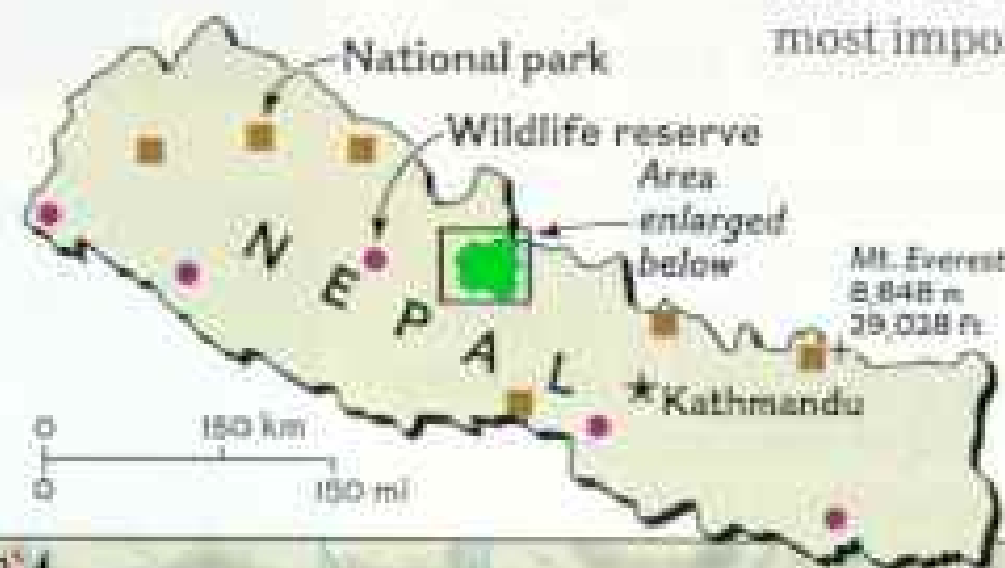 most impo
National park
Wildlife reserve
Area
enlarged
below
NEPAL
Mt. Everest
8,848 m
29,028 ft
Kathmandu
0 150 km
0 150 mi